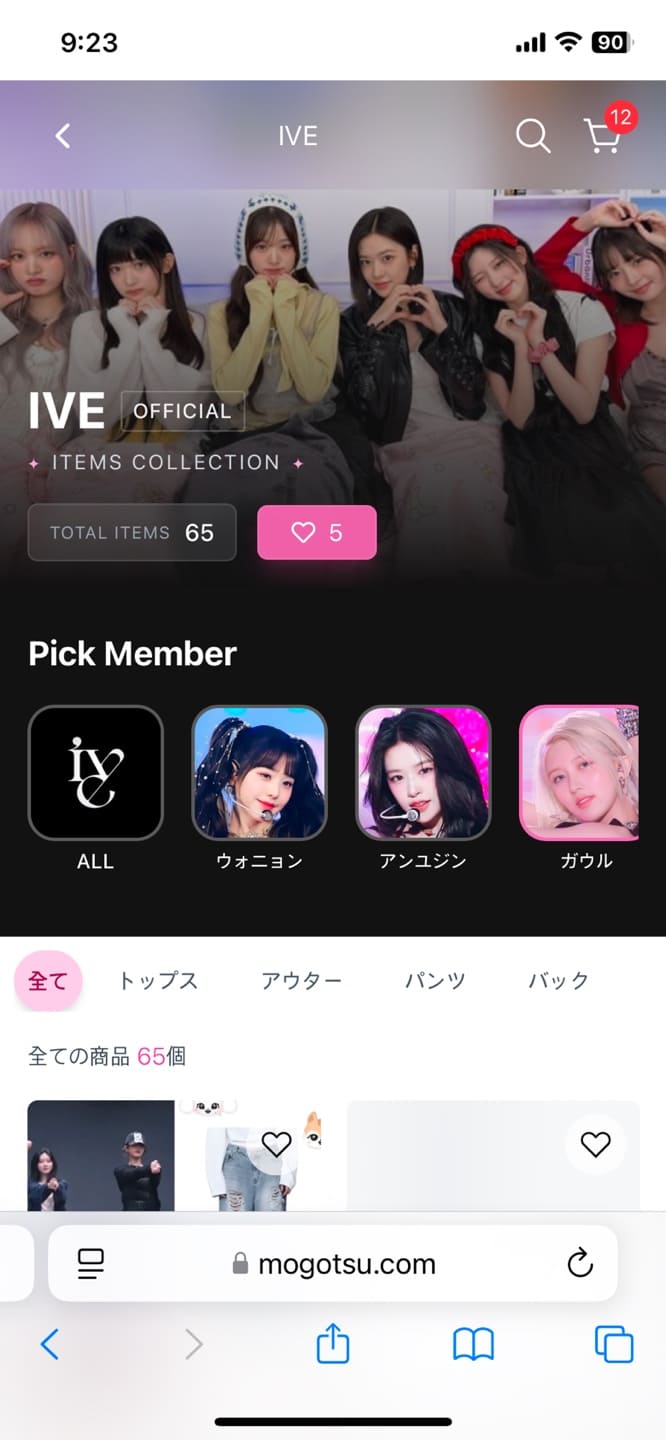 9:23
90
IVE
12
IVE OFFICIAL
✦ ITEMS COLLECTION ✦
TOTAL ITEMS 65
5
Pick Member
ive
ALL
ウォニョン
アンユジン
ガウル
全て
トップス
アウター
パンツ
バック
全ての商品 65個
mogotsu.com